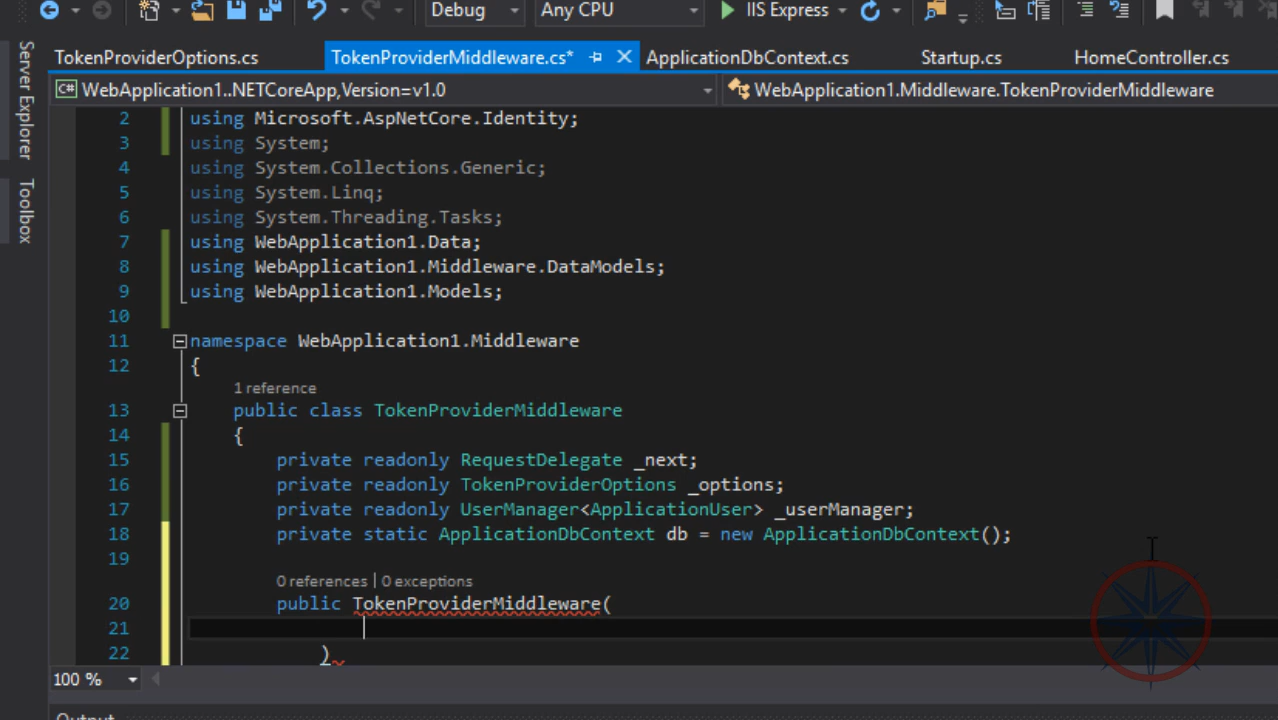 Debug Any CPU IIS Express
TokenProviderOptions.cs TokenProviderMiddleware.cs* ApplicationDbContext.cs Startup.cs HomeController.cs
C# WebApplication1..NETCoreApp,Version=v1.0 WebApplication1.Middleware.TokenProviderMiddleware
Server Explorer
Toolbox
2 using Microsoft.AspNetCore.Identity;
3 using System;
4 using System.Collections.Generic;
5 using System.Linq;
6 using System.Threading.Tasks;
7 using WebApplication1.Data;
8 using WebApplication1.Middleware.DataModels;
9 using WebApplication1.Models;
10
11 namespace WebApplication1.Middleware
12 {
1 reference
13 public class TokenProviderMiddleware
14 {
15 private readonly RequestDelegate _next;
16 private readonly TokenProviderOptions _options;
17 private readonly UserManager<ApplicationUser> _userManager;
18 private static ApplicationDbContext db = new ApplicationDbContext();
19
0 references | 0 exceptions
20 public TokenProviderMiddleware(
21
22 )
100 %
Output